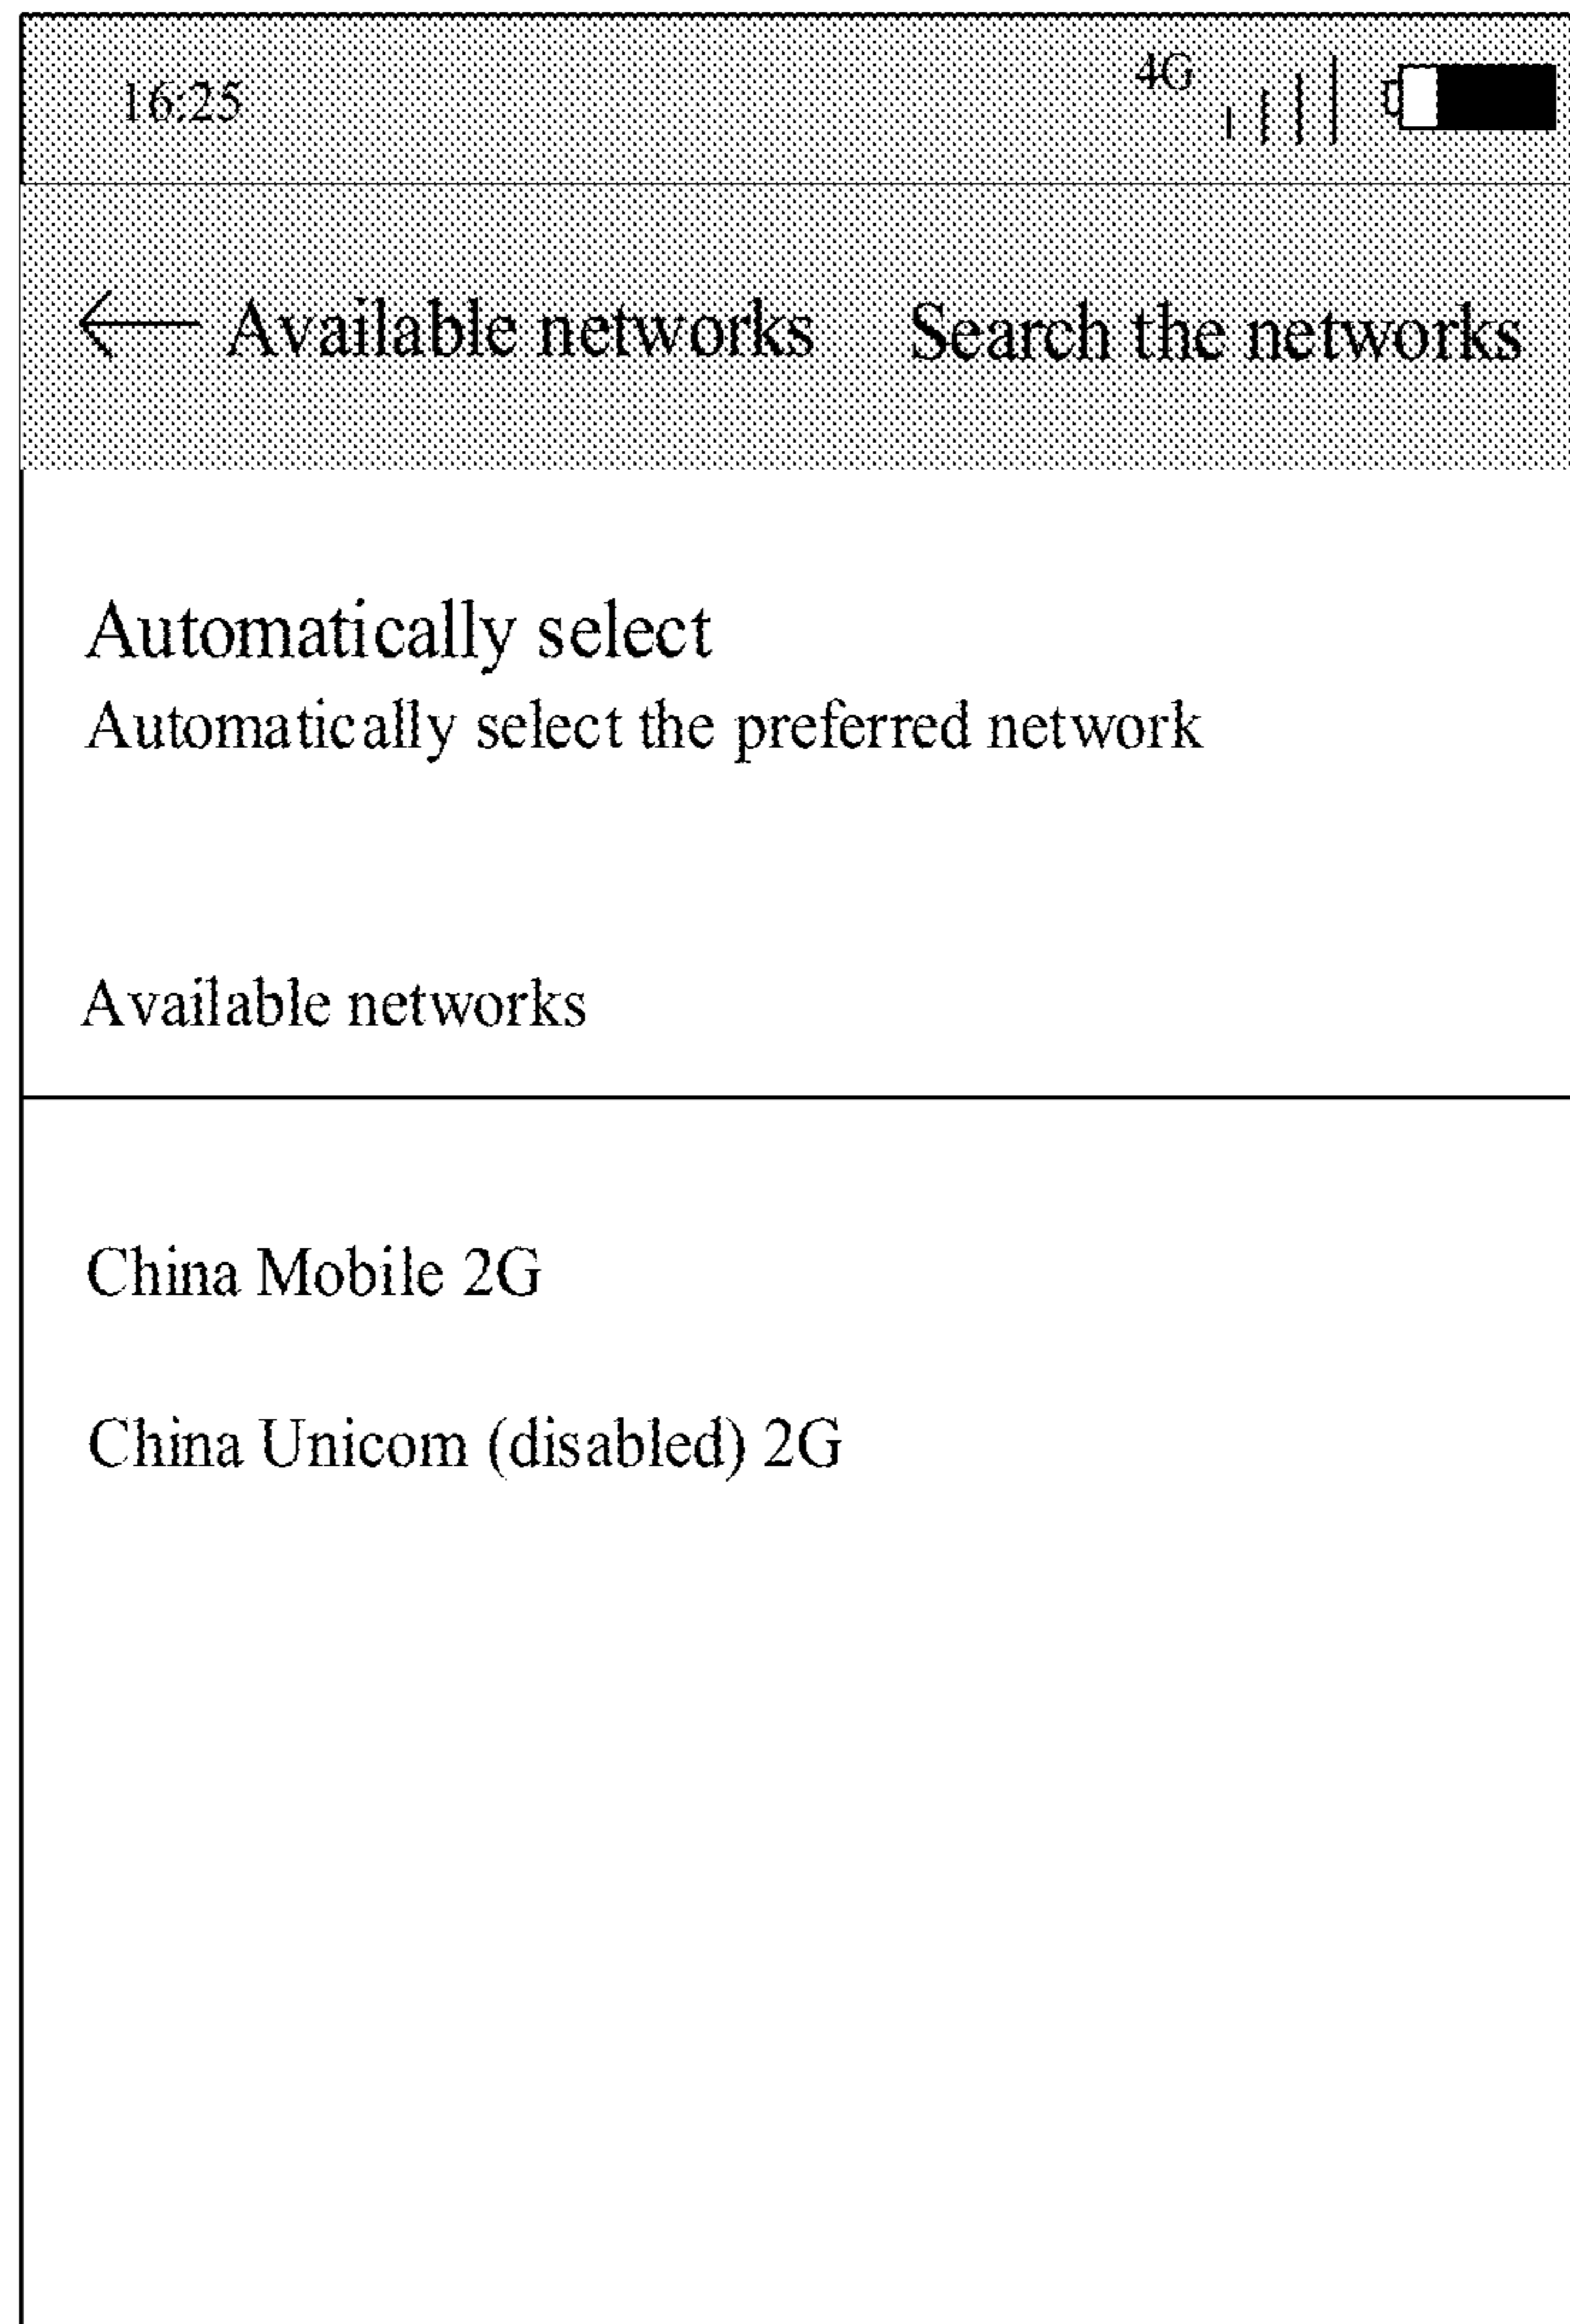 16:25 4G
Available networks Search the networks
Automatically select
Automatically select the preferred network
Available networks
China Mobile 2G
China Unicom (disabled) 2G